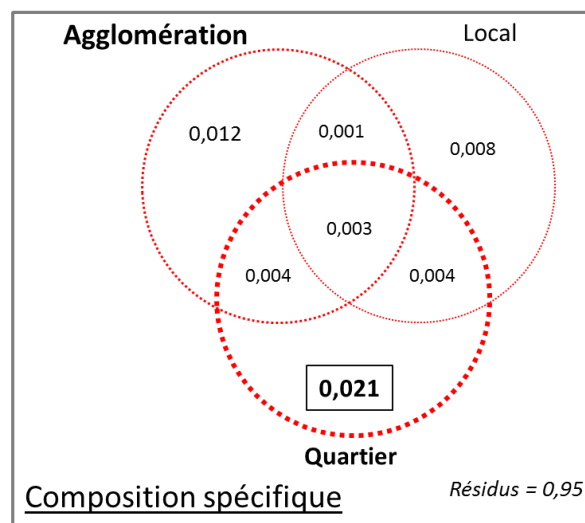 Agglomération
Local
0,012
0,001
0,008
0,003
0,004
0,004
0,021
Quartier
Composition spécifique
Résidus = 0,95